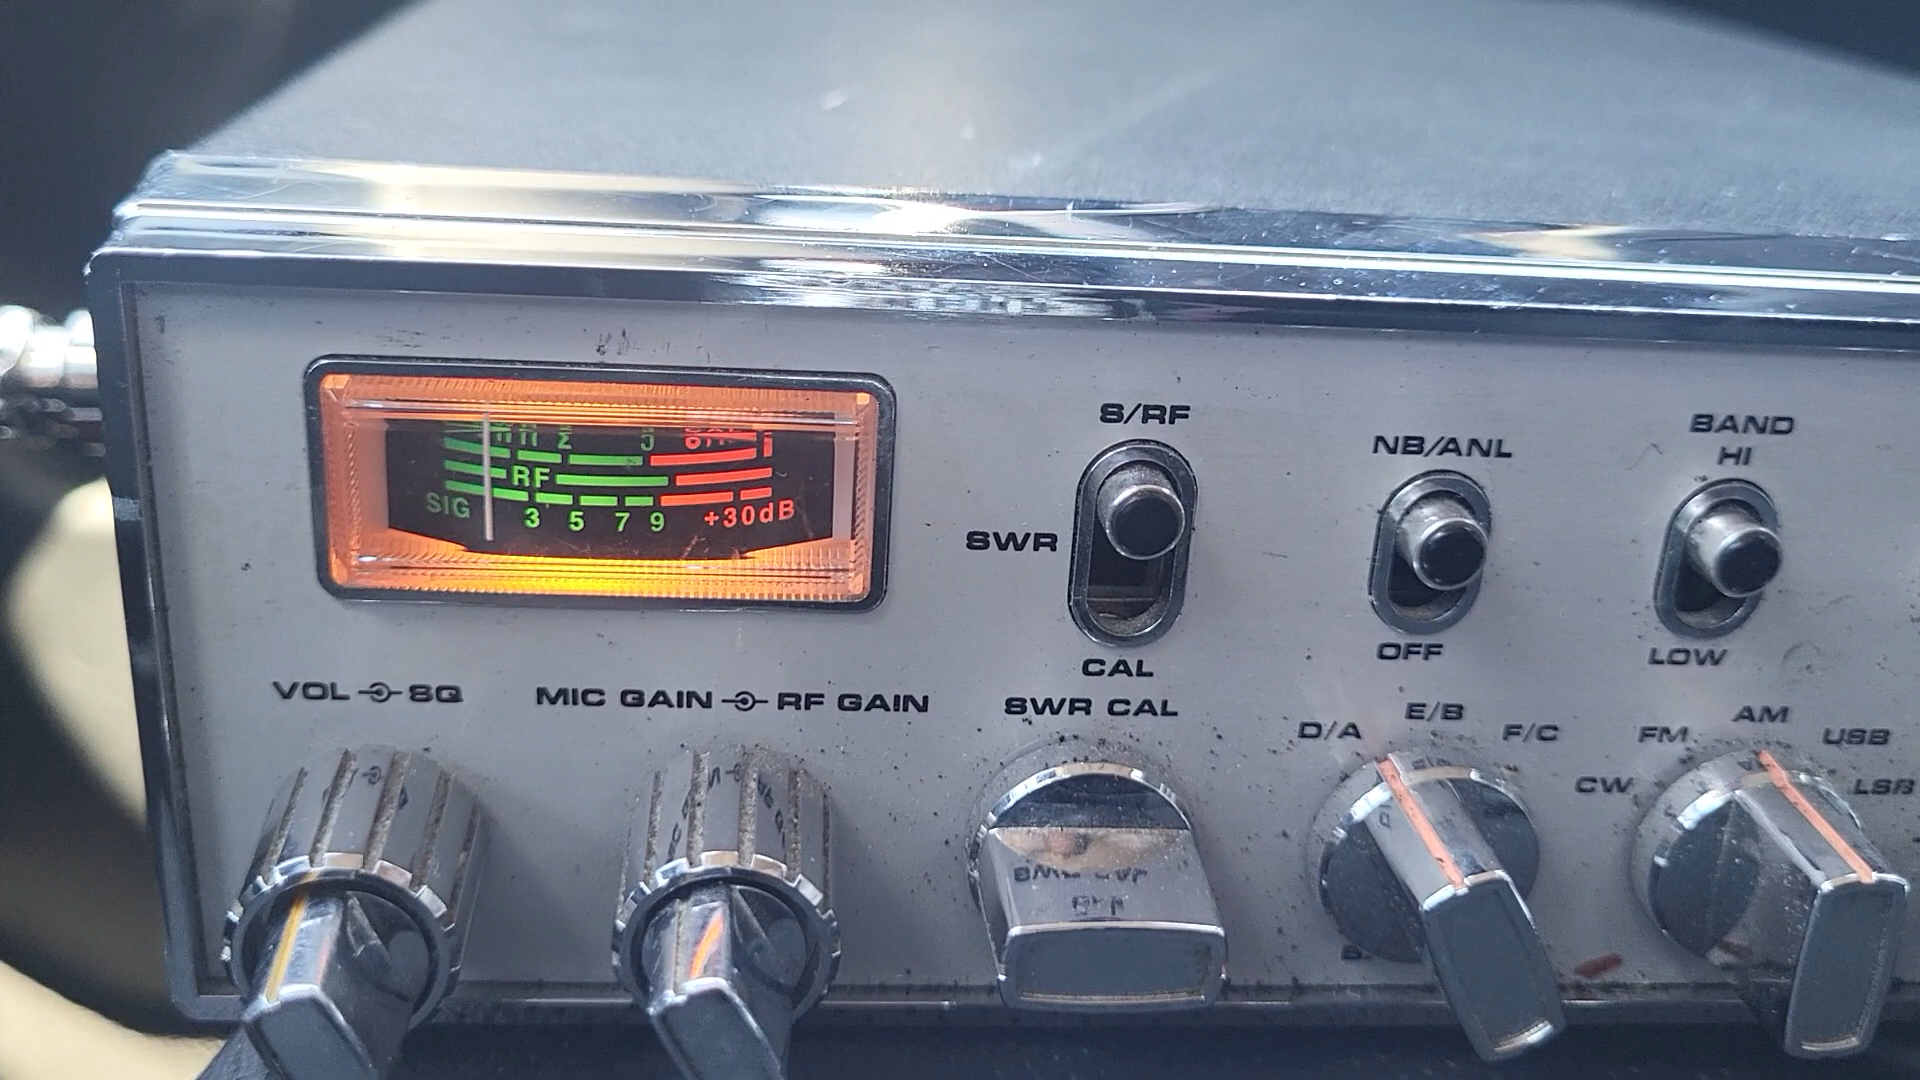 S/RF
BAND
NB/ANL
HI
RF
SIG 3 5 7 9 +30dB
SWR
OFF
LOW
CAL
VOL SQ
MIC GAIN RF GAIN
SWR CAL
D/A E/B F/C
FM AM USB
CW LSB